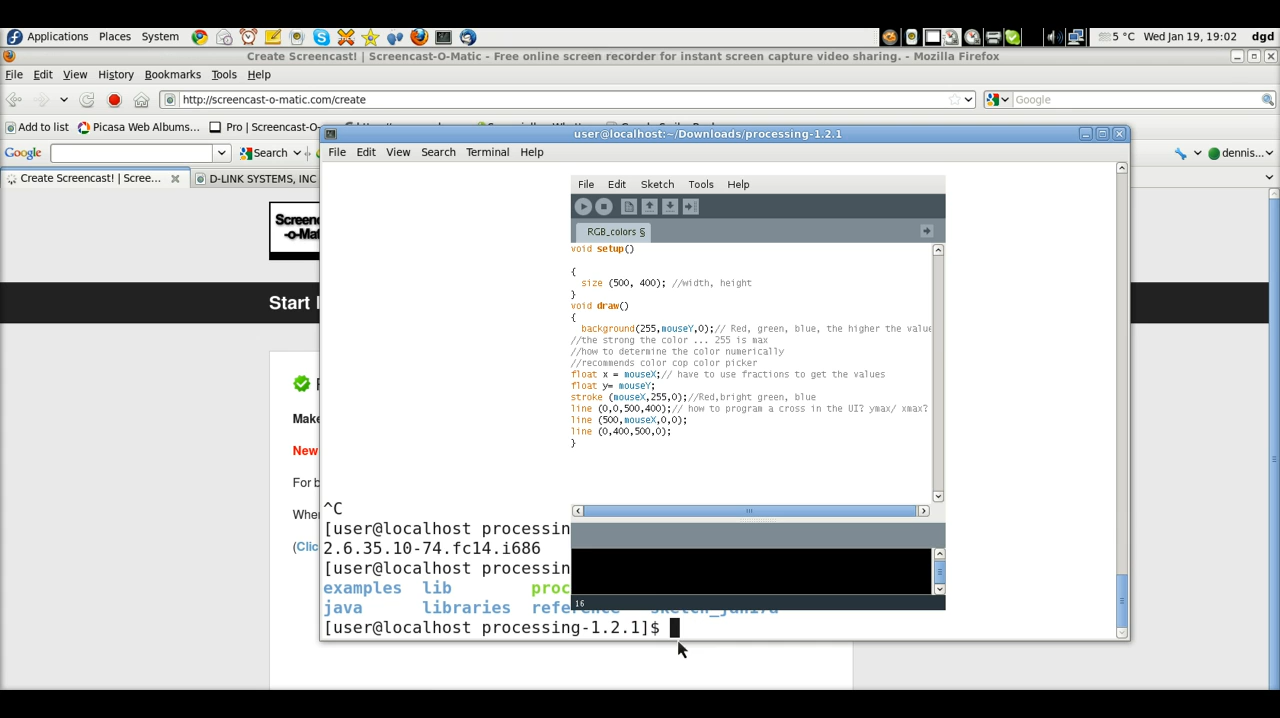 Applications Places System
5 °C Wed Jan 19, 19:02 dgd
Create Screencast! | Screencast-O-Matic - Free online screen recorder for instant screen capture video sharing. - Mozilla Firefox
File Edit View History Bookmarks Tools Help
http://screencast-o-matic.com/create
Google
Add to list Picasa Web Albums... Pro | Screencast-O
user@localhost:~/Downloads/processing-1.2.1
Google Search
dennis...
File Edit View Search Terminal Help
Create Screencast! | Scree... D-LINK SYSTEMS, INC
File Edit Sketch Tools Help
Screen
-o-Ma
RGB_colors §
void setup()
{
size (500, 400); //width, height
}
Start
void draw()
{
background(255,mouseY,0);// Red, green, blue, the higher the value
//the strong the color ... 255 is max
//how to determine the color numerically
//recommends color cop color picker
float x = mouseX;// have to use fractions to get the values
float y= mouseY;
stroke (mouseX,255,0);//Red,bright green, blue
line (0,0,500,400);// how to program a cross in the UI? ymax/ xmax?
line (500,mouseX,0,0);
line (0,400,500,0);
}
Make
New
For b
Whe
(Clic
^C
[user@localhost processin
2.6.35.10-74.fc14.i686
[user@localhost processin
examples lib proc
java libraries reference sketch_jan17a
16
[user@localhost processing-1.2.1]$